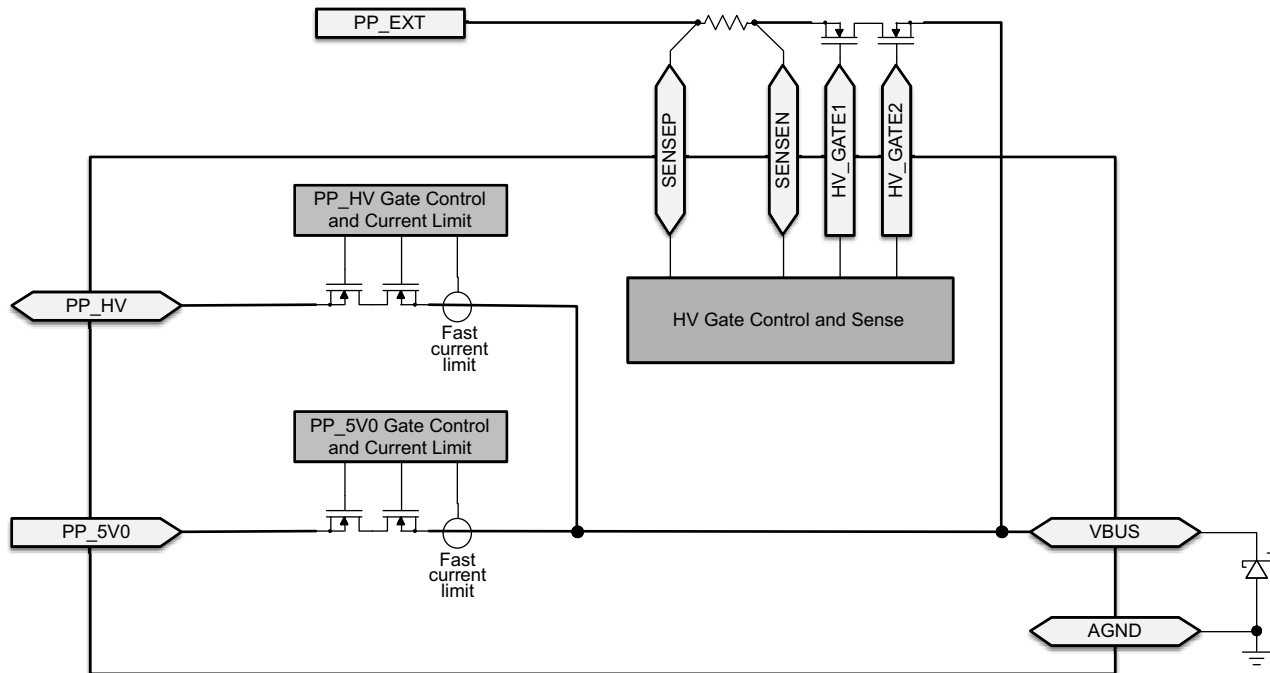 PP_EXT
SENSEP
SENSEN
HV_GATE1
HV_GATE2
PP_HV Gate Control
and Current Limit
PP_HV
Fast
current
limit
HV Gate Control and Sense
PP_5V0 Gate Control
and Current Limit
PP_5V0
Fast
current
limit
VBUS
AGND